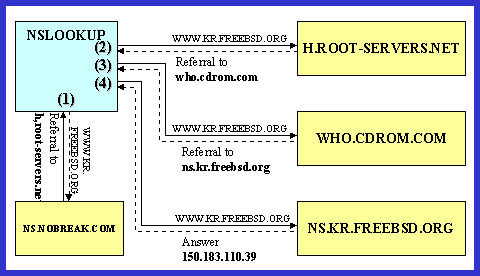 NSLOOKUP
(2)
(3)
(4)
(1)
WWW.KR.FREEBSD.ORG
Referral to
who.cdrom.com
H.ROOT-SERVERS.NET
WWW.KR.FREEBSD.ORG
Referral to
ns.kr.freebsd.org
WHO.CDROM.COM
WWW.KR.FREEBSD.ORG
Answer
150.183.110.39
NS.KR.FREEBSD.ORG
Referral to
h,root-servers.net
WWW.KR
FREEBSD.ORG
NS.NOBREAK.COM